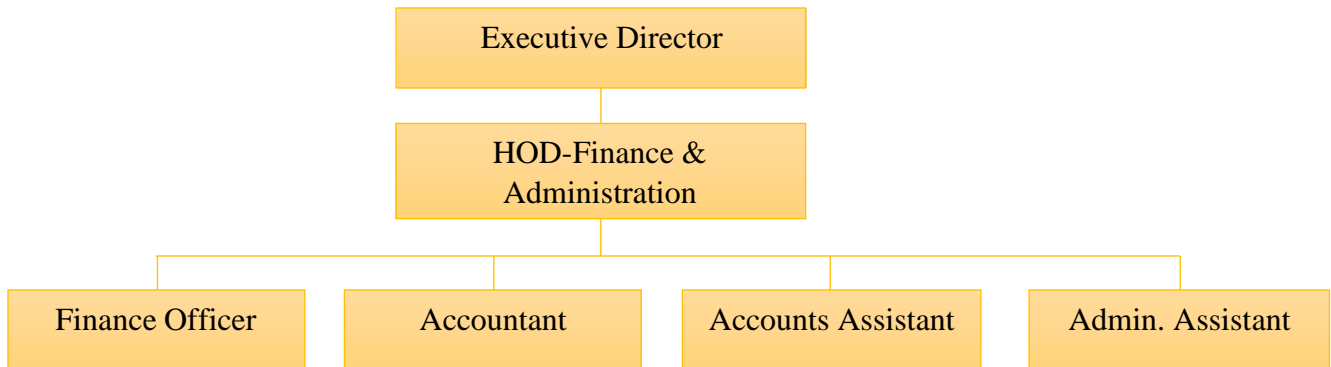 Executive Director
HOD-Finance &
Administration
Finance Officer
Accountant
Accounts Assistant
Admin. Assistant